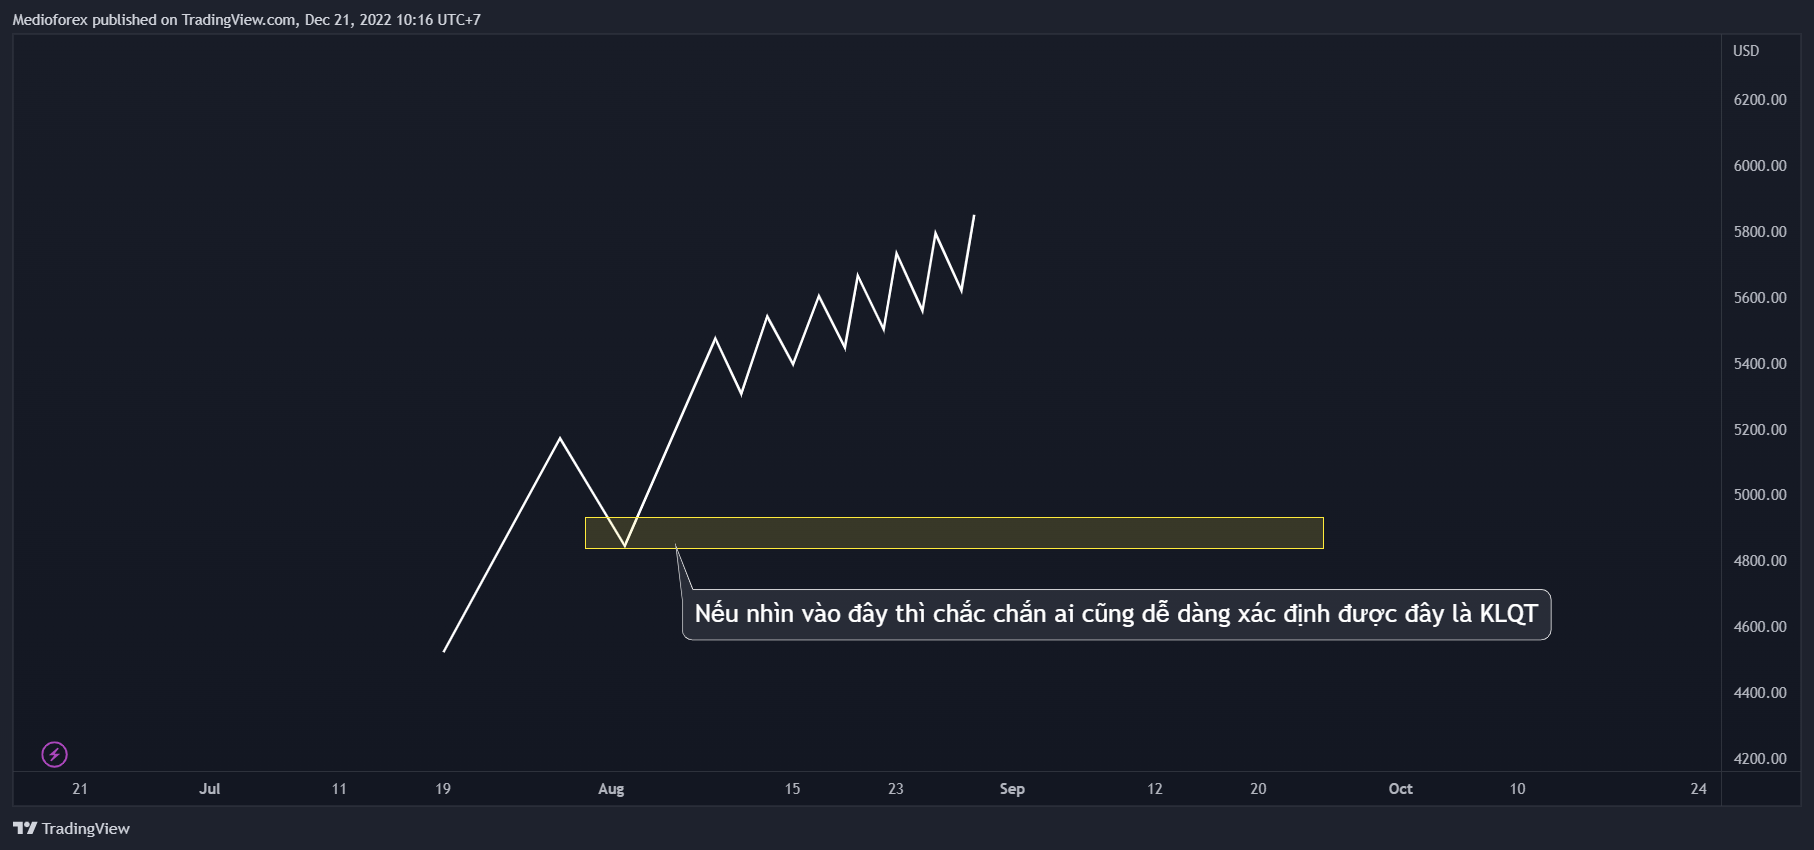 Medioforex published on TradingView.com, Dec 21, 2022 10:16 UTC+7
USD
6200.00
6000.00
5800.00
5600.00
5400.00
5200.00
5000.00
4800.00
Nếu nhìn vào đây thì chắc chắn ai cũng dễ dàng xác định được đây là KLQT
4600.00
4400.00
4200.00
21 Jul 11 19 Aug 15 23 Sep 12 20 Oct 10 24
TradingView